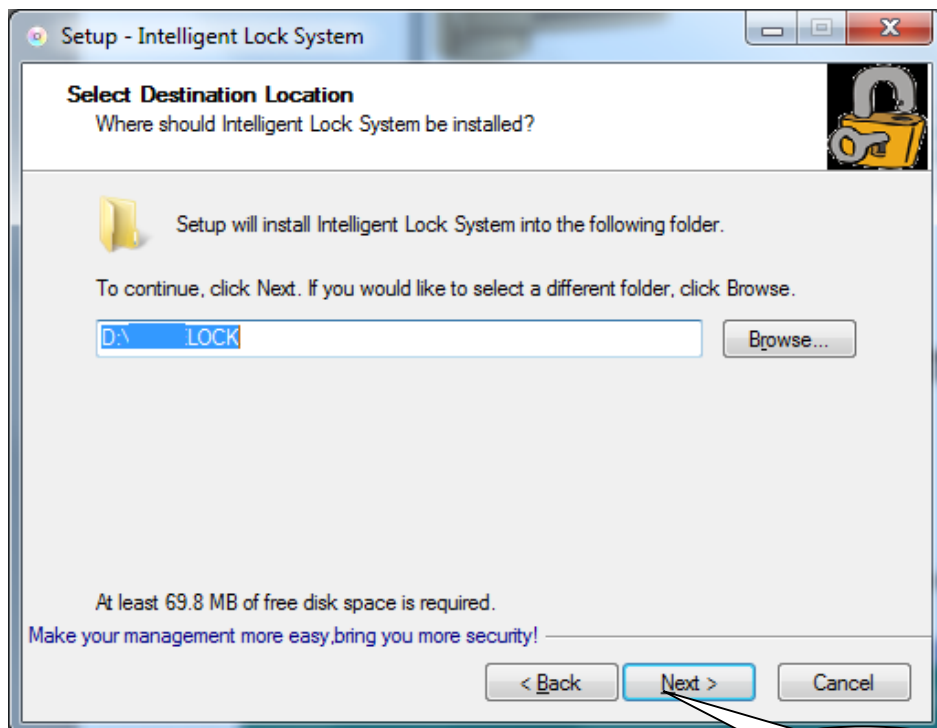 Setup - Intelligent Lock System
Select Destination Location
Where should Intelligent Lock System be installed?
Setup will install Intelligent Lock System into the following folder.
To continue, click Next. If you would like to select a different folder, click Browse.
D:\ LOCK
Browse...
At least 69.8 MB of free disk space is required.
Make your management more easy,bring you more security!
< Back Next > Cancel